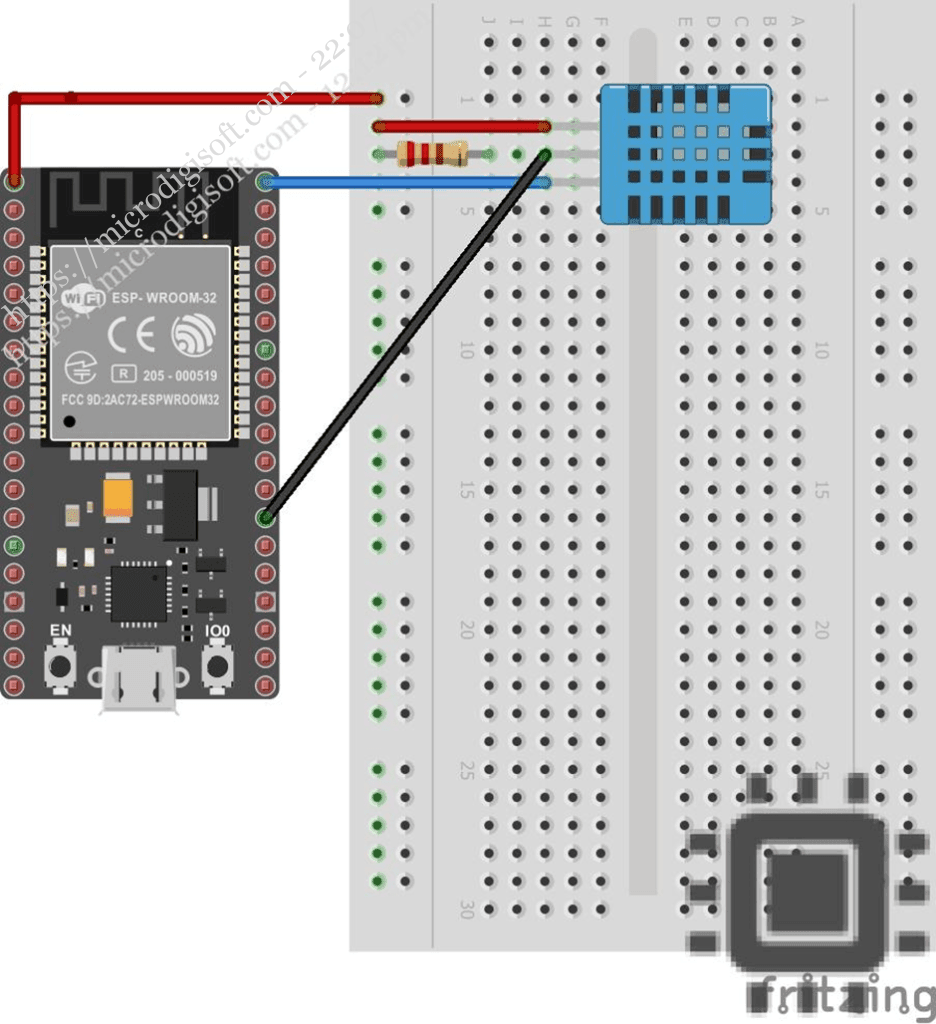 J I H G F E D C B A
1 1
https://microdigisoft.com - 22:
https://microdigisoft.com - 12
5 5
WiFi ESP- WROOM-32
CE
R 205 - 000519
FCC 9D:2AC72-ESPWROOM32
10 10
15 15
20 20
EN IO0
25 25
30
fritzing